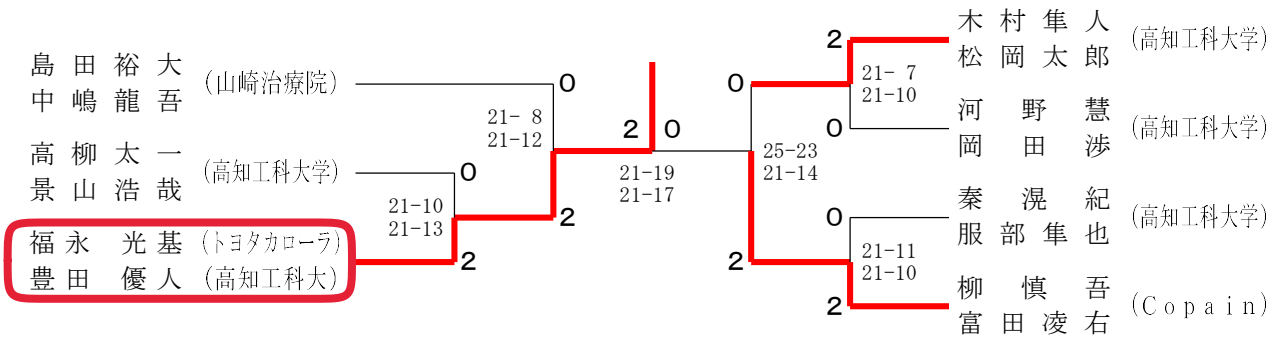 島田裕大
中嶋龍吾
(山崎治療院)
高柳太一
景山浩哉
(高知工科大学)
福永 光基 (トヨタカローラ)
豊田 優人 (高知工科大)
0
21- 8
21-12
2
0
21-10
21-13
2
2 0
21-19
21-17
0
25-23
21-14
2
2
21- 7
21-10
0
0
21-11
21-10
2
木村隼人
松岡太郎
(高知工科大学)
河野慧
岡田渉
(高知工科大学)
秦滉紀
服部隼也
(高知工科大学)
柳慎吾
富田凌右
(Copain)